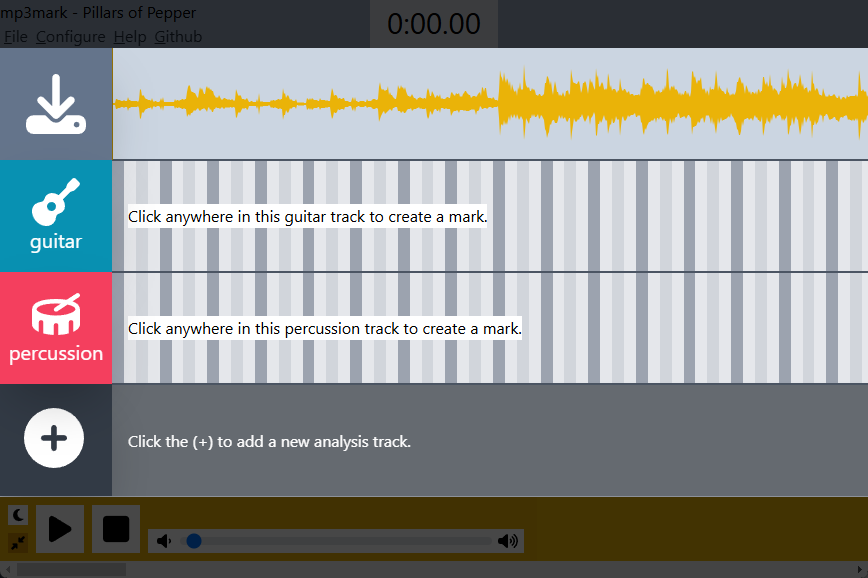 mp3mark - Pillars of Pepper
0:00.00
File Configure Help Github
guitar
Click anywhere in this guitar track to create a mark.
percussion
Click anywhere in this percussion track to create a mark.
Click the (+) to add a new analysis track.